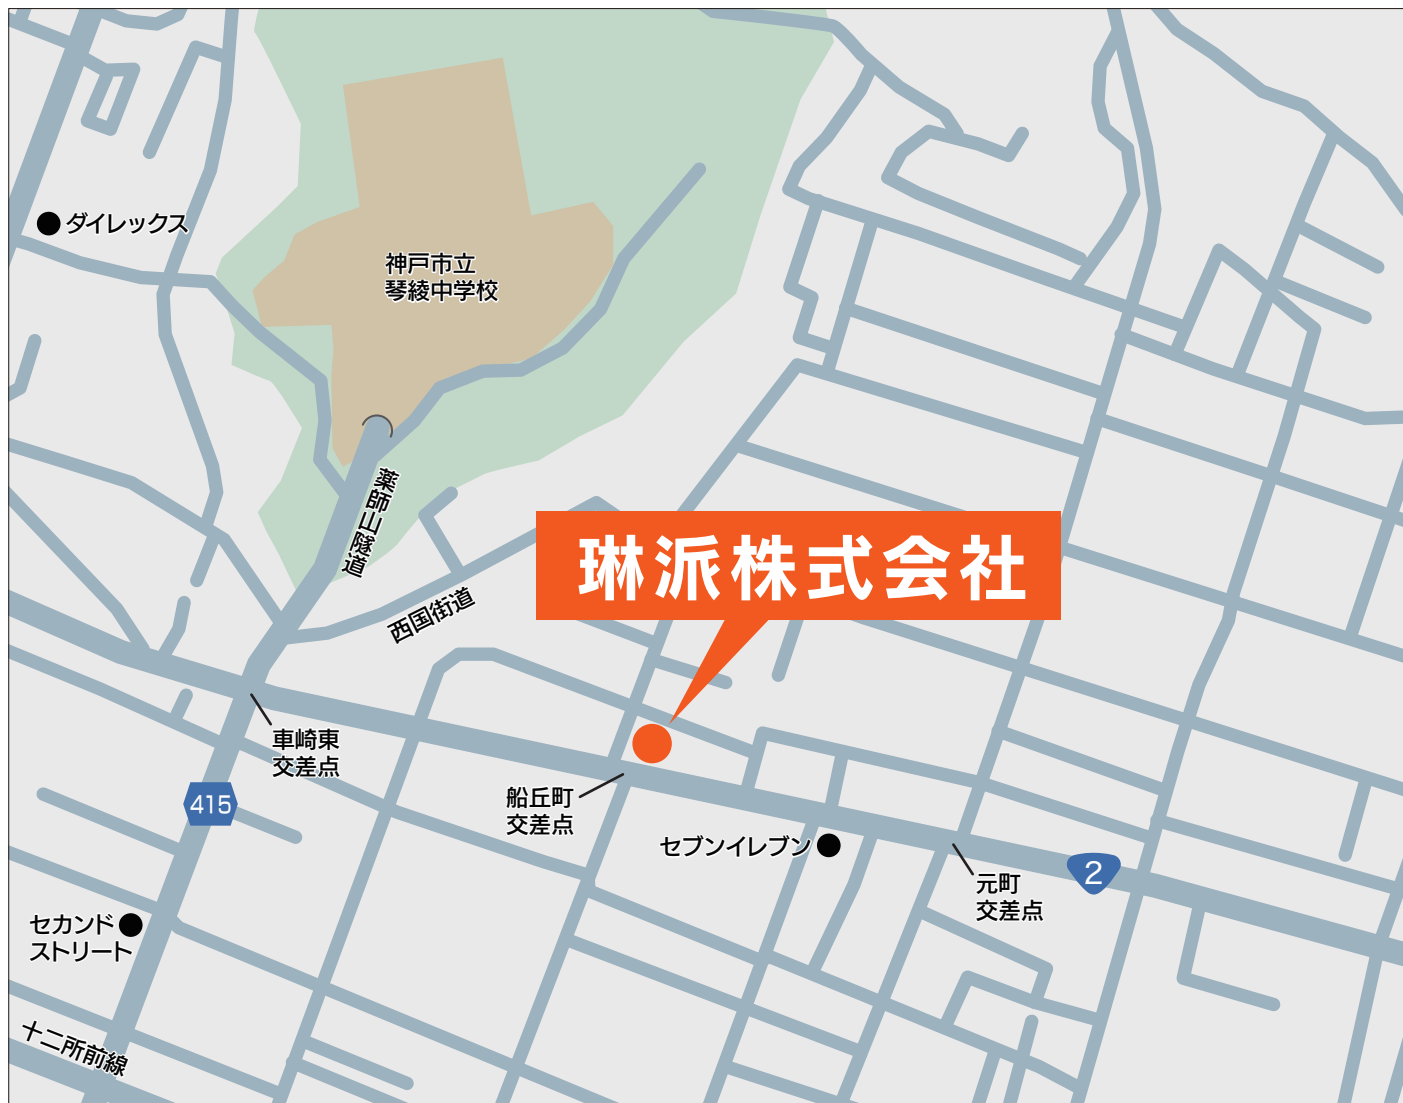 ダイレックス
神戸市立
琴綾中学校
薬師山隧道
西国街道
琳派株式会社
車崎東
交差点
415
船丘町
交差点
セブンイレブン
元町
交差点
2
セカンド
ストリート
十二所前線